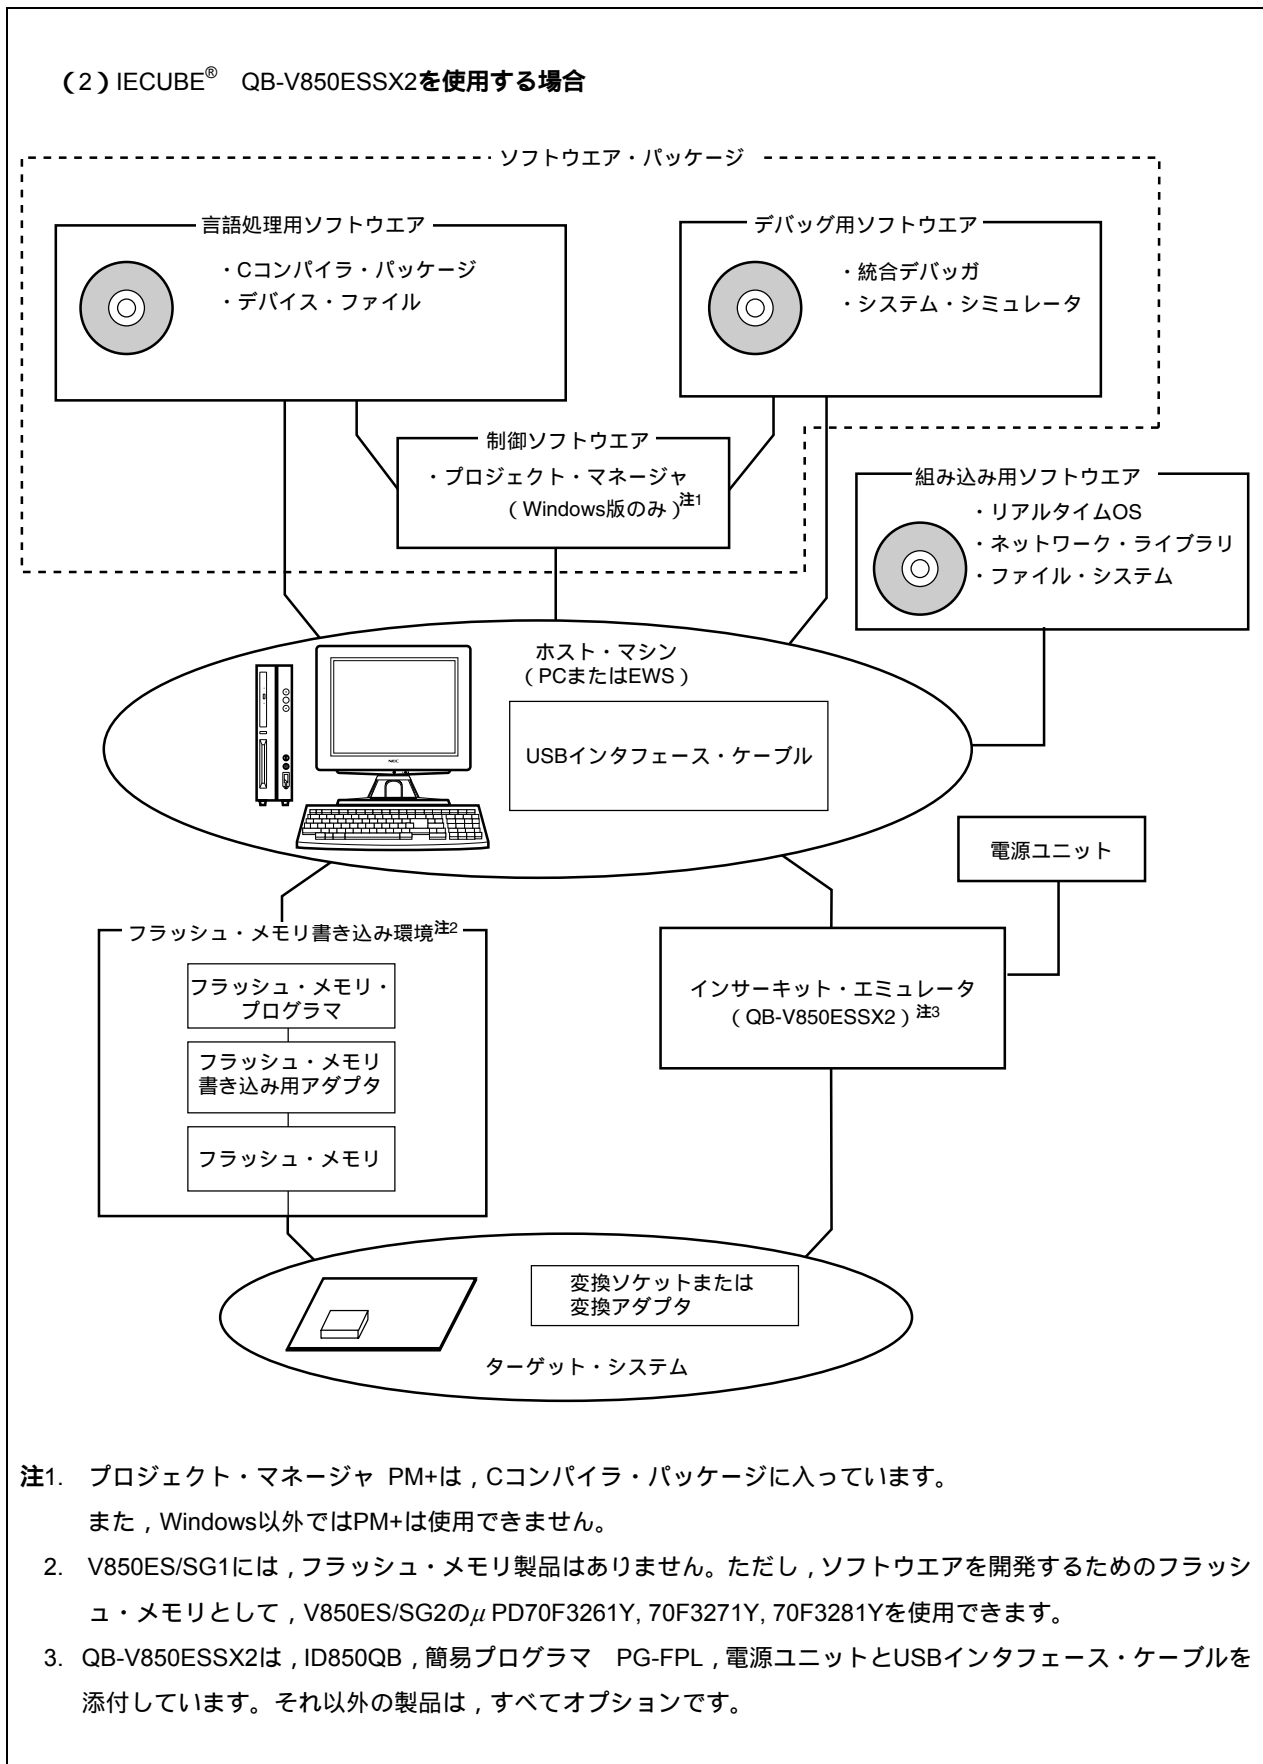 (2)IECUBE® QB-V850ESSX2を使用する場合
ソフトウエア・パッケージ
言語処理用ソフトウエア
・Cコンパイラ・パッケージ
・デバイス・ファイル
デバッグ用ソフトウエア
・統合デバッガ
・システム・シミュレータ
制御ソフトウエア
・プロジェクト・マネージャ
(Windows版のみ)注1
組み込み用ソフトウエア
・リアルタイムOS
・ネットワーク・ライブラリ
・ファイル・システム
ホスト・マシン
(PCまたはEWS)
USBインタフェース・ケーブル
NEC
電源ユニット
フラッシュ・メモリ書き込み環境注2
フラッシュ・メモリ・
プログラマ
フラッシュ・メモリ
書き込み用アダプタ
フラッシュ・メモリ
インサーキット・エミュレータ
(QB-V850ESSX2)注3
変換ソケットまたは
変換アダプタ
ターゲット・システム
注1. プロジェクト・マネージャ PM+は,Cコンパイラ・パッケージに入っています。
また,Windows以外ではPM+は使用できません。
2. V850ES/SG1には,フラッシュ・メモリ製品はありません。ただし,ソフトウエアを開発するためのフラッシ
ュ・メモリとして,V850ES/SG2のμPD70F3261Y, 70F3271Y, 70F3281Yを使用できます。
3. QB-V850ESSX2は,ID850QB,簡易プログラマ PG-FPL,電源ユニットとUSBインタフェース・ケーブルを
添付しています。それ以外の製品は,すべてオプションです。